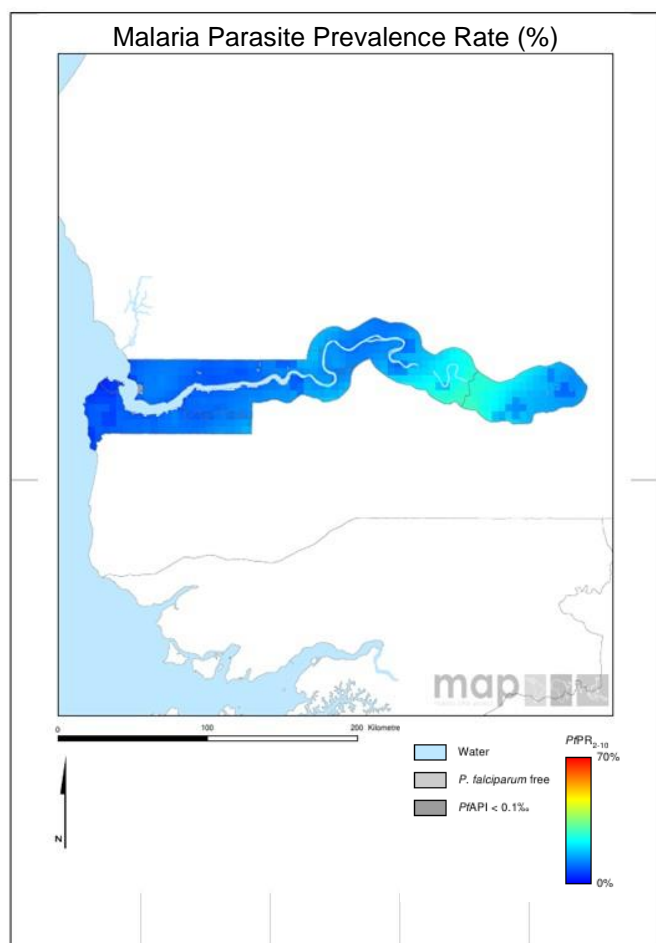 Malaria Parasite Prevalence Rate (%)
map
0 100 200 Kilometre
Water
P. falciparum free
PfAPI < 0.1‰
PfPR2-10
70%
0%
N